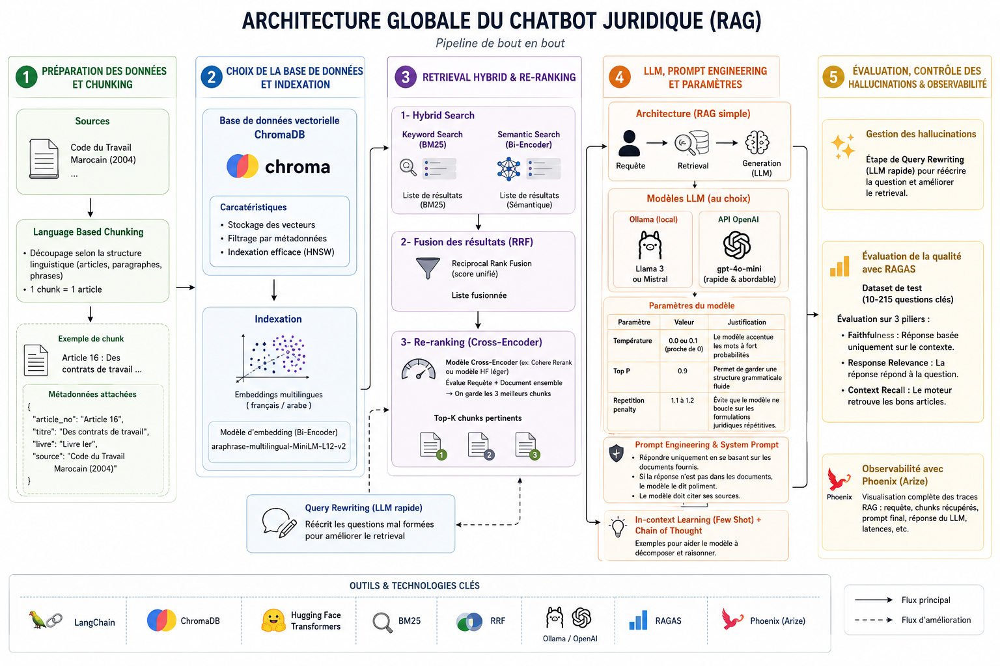 ARCHITECTURE GLOBALE DU CHATBOT JURIDIQUE (RAG)
Pipeline de bout en bout
1
PRÉPARATION DES DONNÉES
ET CHUNKING
Sources
Code du Travail
Marocain (2004)
...
Language Based Chunking
• Découpage selon la structure
linguistique (articles, paragraphes,
phrases)
• 1 chunk = 1 article
Exemple de chunk
Article 16 : Des
contrats de travail ...
Métadonnées attachées
{
"article_no": "Article 16",
"titre": "Des contrats de travail",
"livre": "Livre Ier",
"source": "Code du Travail
Marocain (2004)"
}
2
CHOIX DE LA BASE DE DONNÉES
ET INDEXATION
Base de données vectorielle
ChromaDB
chroma
Carcatéristiques
• Stockage des vecteurs
• Filtrage par métadonnées
• Indexation efficace (HNSW)
Indexation
Embeddings multilingues
( français / arabe )
Modèle d'embedding (Bi-Encoder)
araphrase-multilingual-MiniLM-L12-v2
3
RETRIEVAL HYBRID & RE-RANKING
1- Hybrid Search
Keyword Search
(BM25)
Semantic Search
(Bi-Encoder)
Liste de résultats
(BM25)
Liste de résultats
(Sémantique)
2- Fusion des résultats (RRF)
Reciprocal Rank Fusion
(score unifié)
Liste fusionnée
3- Re-ranking (Cross-Encoder)
Modèle Cross-Encoder (ex: Cohere Rerank
ou modèle HF léger)
Évalue Requête + Document ensemble
→ On garde les 3 meilleurs chunks
Top-K chunks pertinents
1
2
3
Query Rewriting (LLM rapide)
Réécrit les questions mal formées
pour améliorer le retrieval
4
LLM, PROMPT ENGINEERING
ET PARAMÈTRES
Architecture (RAG simple)
Requête
Retrieval
Generation
(LLM)
Modèles LLM (au choix)
Ollama (local)
Llama 3
ou Mistral
API OpenAI
gpt-4o-mini
(rapide & abordable)
Paramètres du modèle
Paramètre Valeur Justification
Température
0.0 ou 0.1
(proche de 0)
Le modèle accentue
les mots à fort
probabilités
Top P
0.9
Permet de garder une
structure grammaticale
fluide
Repetition
penalty
1.1 à 1.2
Évite que le modèle ne
boucle sur les
formulations
juridiques répétitives.
Prompt Engineering & System Prompt
• Répondre uniquement en se basant sur les
documents fournis.
• Si la réponse n'est pas dans les documents,
le modèle le dit poliment.
• Le modèle doit citer ses sources.
In-context Learning (Few Shot) +
Chain of Thought
Exemples pour aider le modèle à
décomposer et raisonner.
5
ÉVALUATION, CONTRÔLE DES
HALLUCINATIONS & OBSERVABILITÉ
Gestion des hallucinations
Étape de Query Rewriting
(LLM rapide) pour réécrire
la question et améliorer
le retrieval.
Évaluation de la qualité
avec RAGAS
Dataset de test
(10-215 questions clés)
Évaluation sur 3 piliers :
• Faithfulness : Réponse basée
uniquement sur le contexte.
• Response Relevance : La
réponse répond à la question.
• Context Recall : Le moteur
retrouve les bons articles.
Observabilité avec
Phoenix (Arize)
Phoenix
Visualisation complète des traces
RAG : requête, chunks récupérés,
prompt final, réponse du LLM,
latences, etc.
OUTILS & TECHNOLOGIES CLÉS
LangChain
ChromaDB
Hugging Face
Transformers
BM25
RRF
Ollama / OpenAI
RAGAS
Phoenix (Arize)
Flux principal
Flux d'amélioration